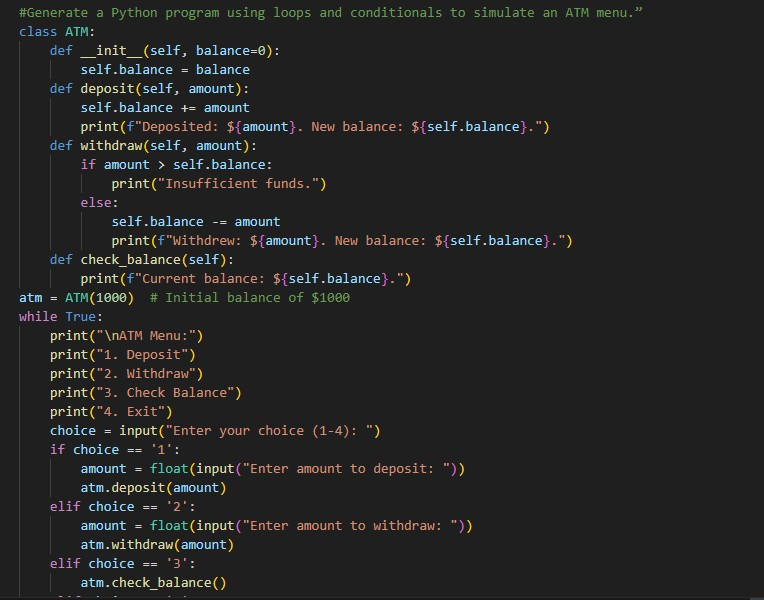 #Generate a Python program using loops and conditionals to simulate an ATM menu.”
class ATM:
    def __init__(self, balance=0):
        self.balance = balance
    def deposit(self, amount):
        self.balance += amount
        print(f"Deposited: ${amount}. New balance: ${self.balance}.")
    def withdraw(self, amount):
        if amount > self.balance:
            print("Insufficient funds.")
        else:
            self.balance -= amount
            print(f"Withdrew: ${amount}. New balance: ${self.balance}.")
    def check_balance(self):
        print(f"Current balance: ${self.balance}.")
atm = ATM(1000)  # Initial balance of $1000
while True:
    print("\nATM Menu:")
    print("1. Deposit")
    print("2. Withdraw")
    print("3. Check Balance")
    print("4. Exit")
    choice = input("Enter your choice (1-4): ")
    if choice == '1':
        amount = float(input("Enter amount to deposit: "))
        atm.deposit(amount)
    elif choice == '2':
        amount = float(input("Enter amount to withdraw: "))
        atm.withdraw(amount)
    elif choice == '3':
        atm.check_balance()